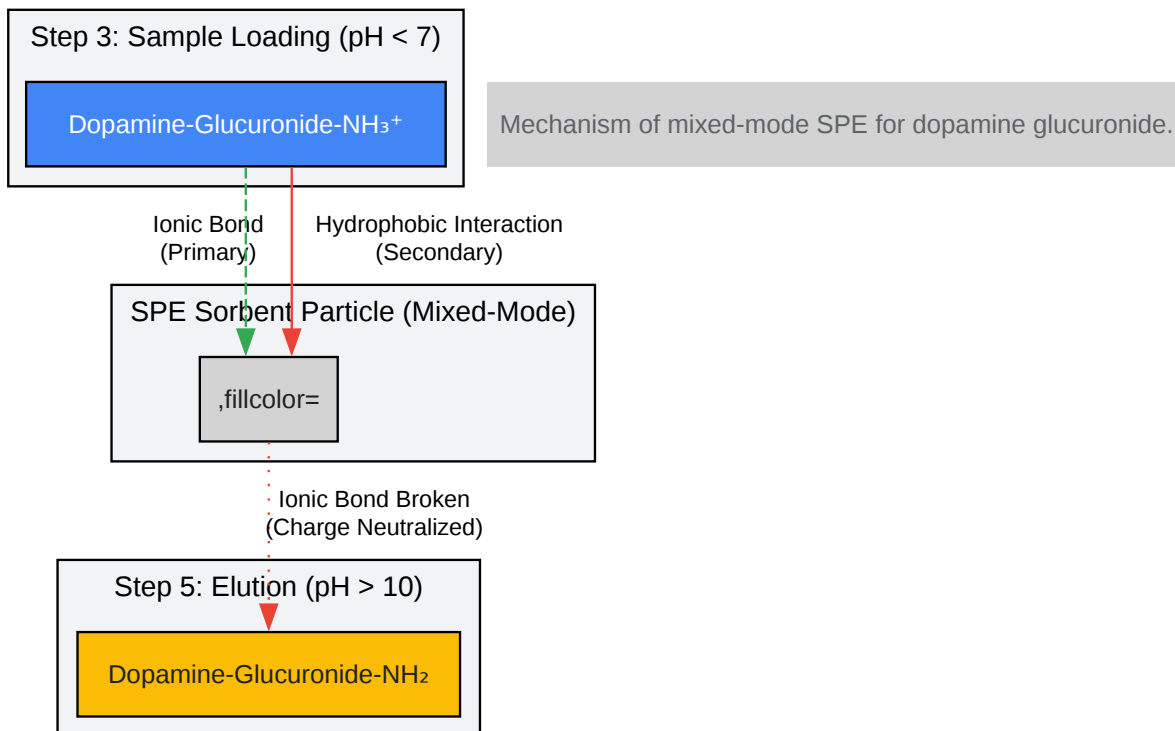 Step 3: Sample Loading (pH < 7)
Dopamine-Glucuronide-NH₃⁺
Mechanism of mixed-mode SPE for dopamine glucuronide.
Ionic Bond
(Primary)
Hydrophobic Interaction
(Secondary)
SPE Sorbent Particle (Mixed-Mode)
,fillcolor=
Ionic Bond Broken
(Charge Neutralized)
Step 5: Elution (pH > 10)
Dopamine-Glucuronide-NH₂